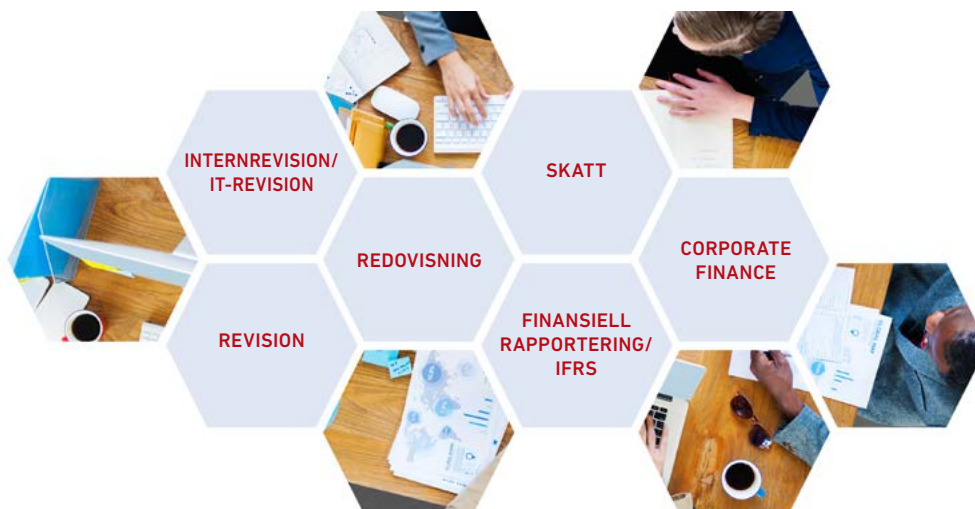 INTERNREVISION/
IT-REVISION
SKATT
REDOVISNING
CORPORATE
FINANCE
REVISION
FINANSIELL
RAPPORTERING/
IFRS